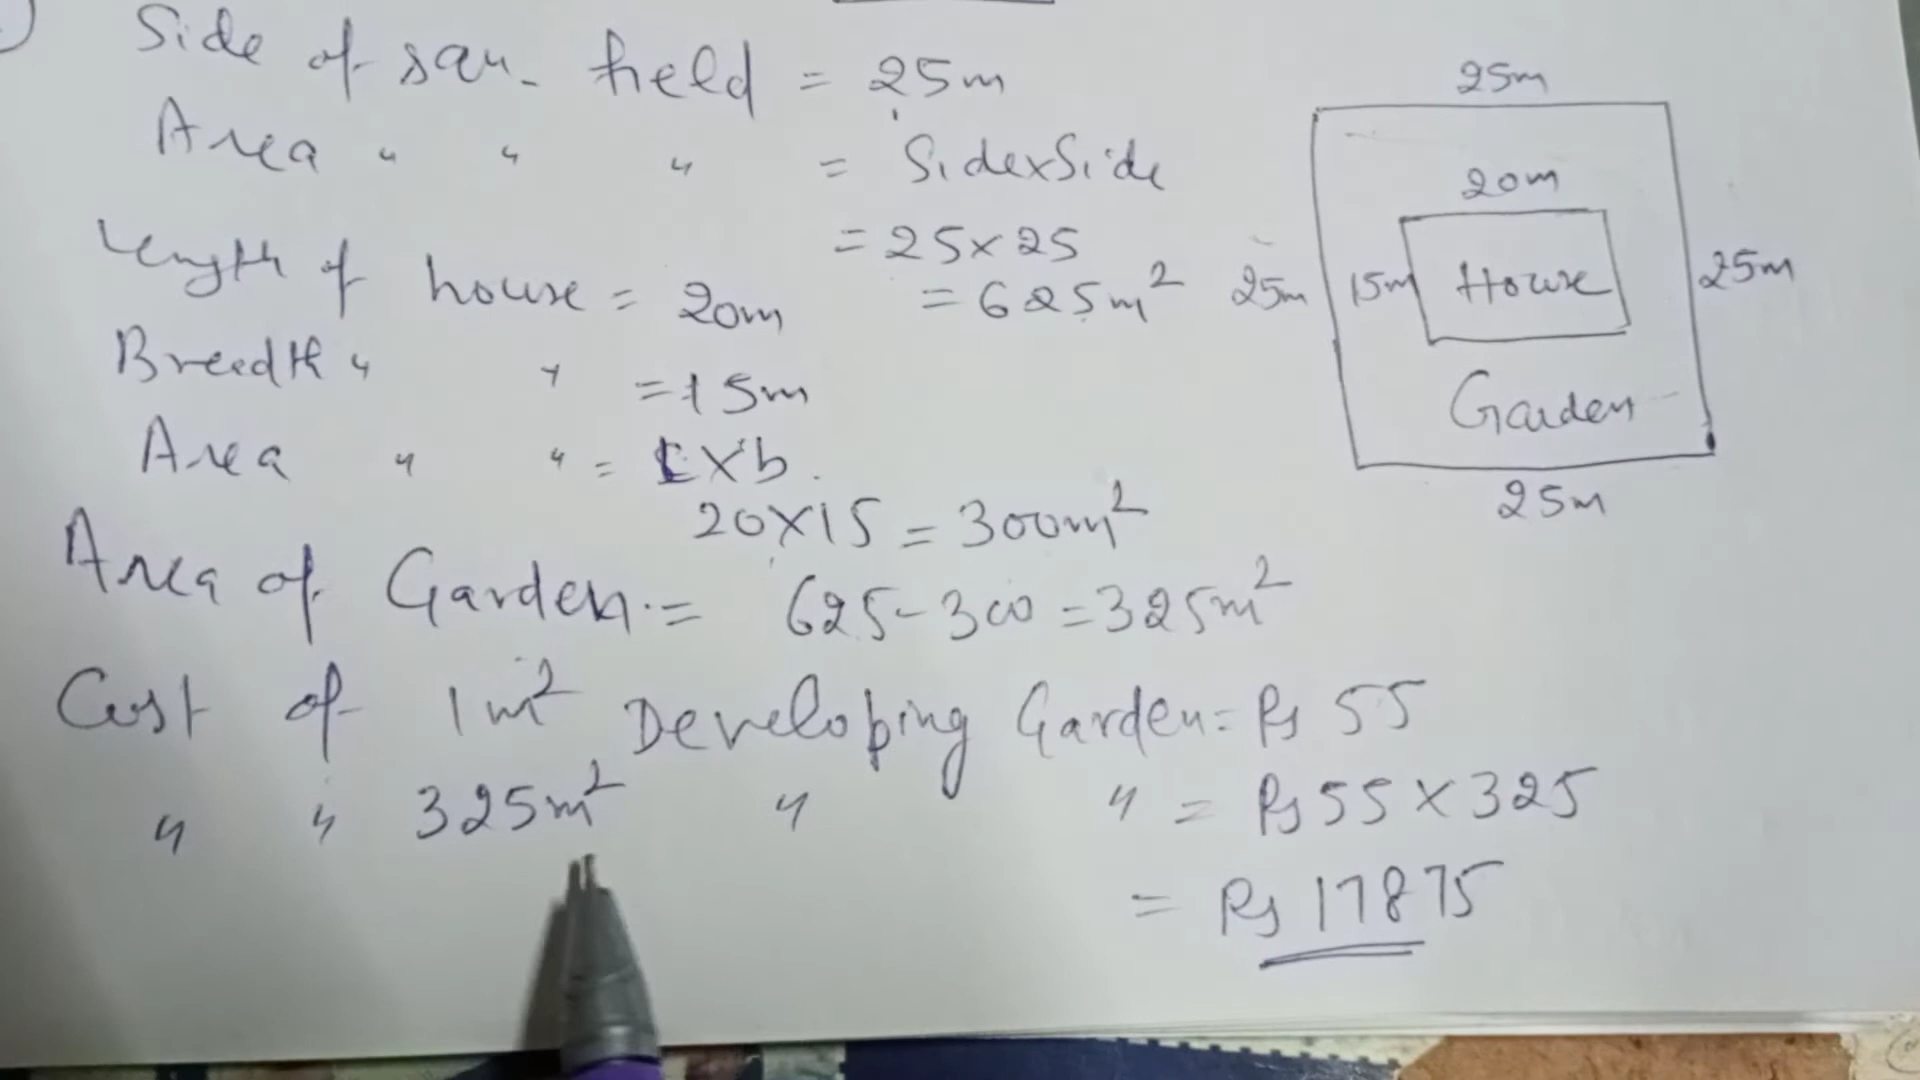 Side of squ. field = 25m
Area " " " = Side×Side
= 25×25
= 625m²
Length of house = 20m
Breadth " " = 15m
Area " " = L×b.
20×15 = 300m²
Area of Garden = 625-300 = 325m²
Cost of 1m² Developing Garden = Rs 55
" " 325m² " " = Rs 55×325
= Rs 17875
25m
20m
25m 15m House 25m
Garden
25m